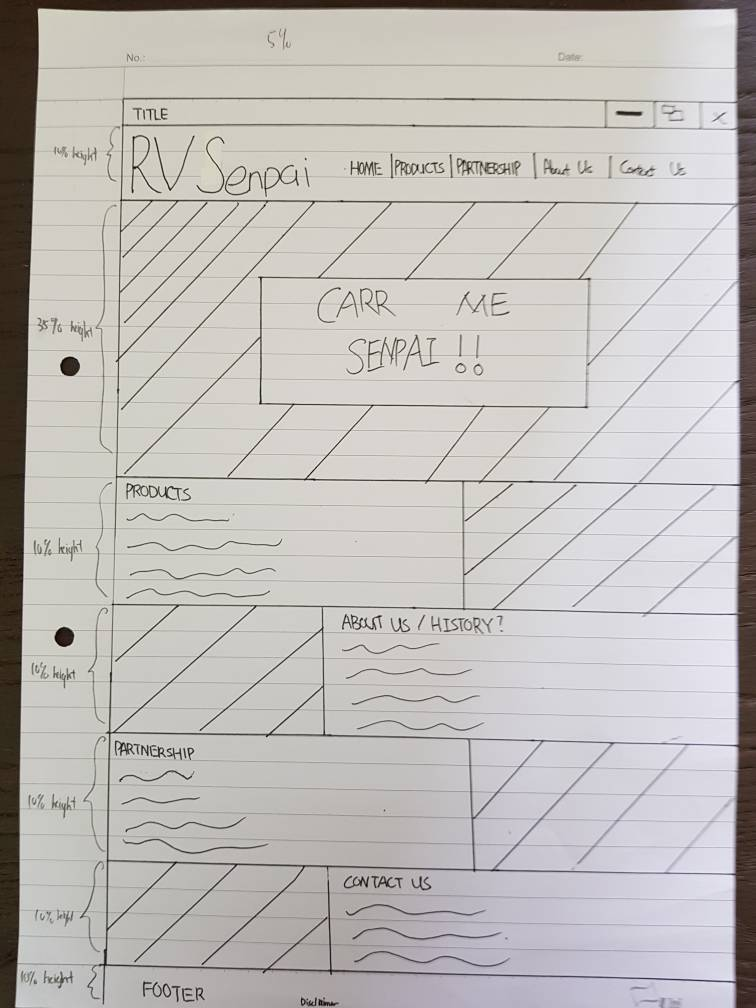 5%
No.:
Date:
TITLE
10% height
RV Senpai
HOME | PRODUCTS | PARTNERSHIP | About Us | Contact Us
35% height
CARR ME
SENPAI !!
PRODUCTS
10% height
ABOUT US / HISTORY?
10% height
PARTNERSHIP
10% height
CONTACT US
10% height
10% height
FOOTER
Disclaimer